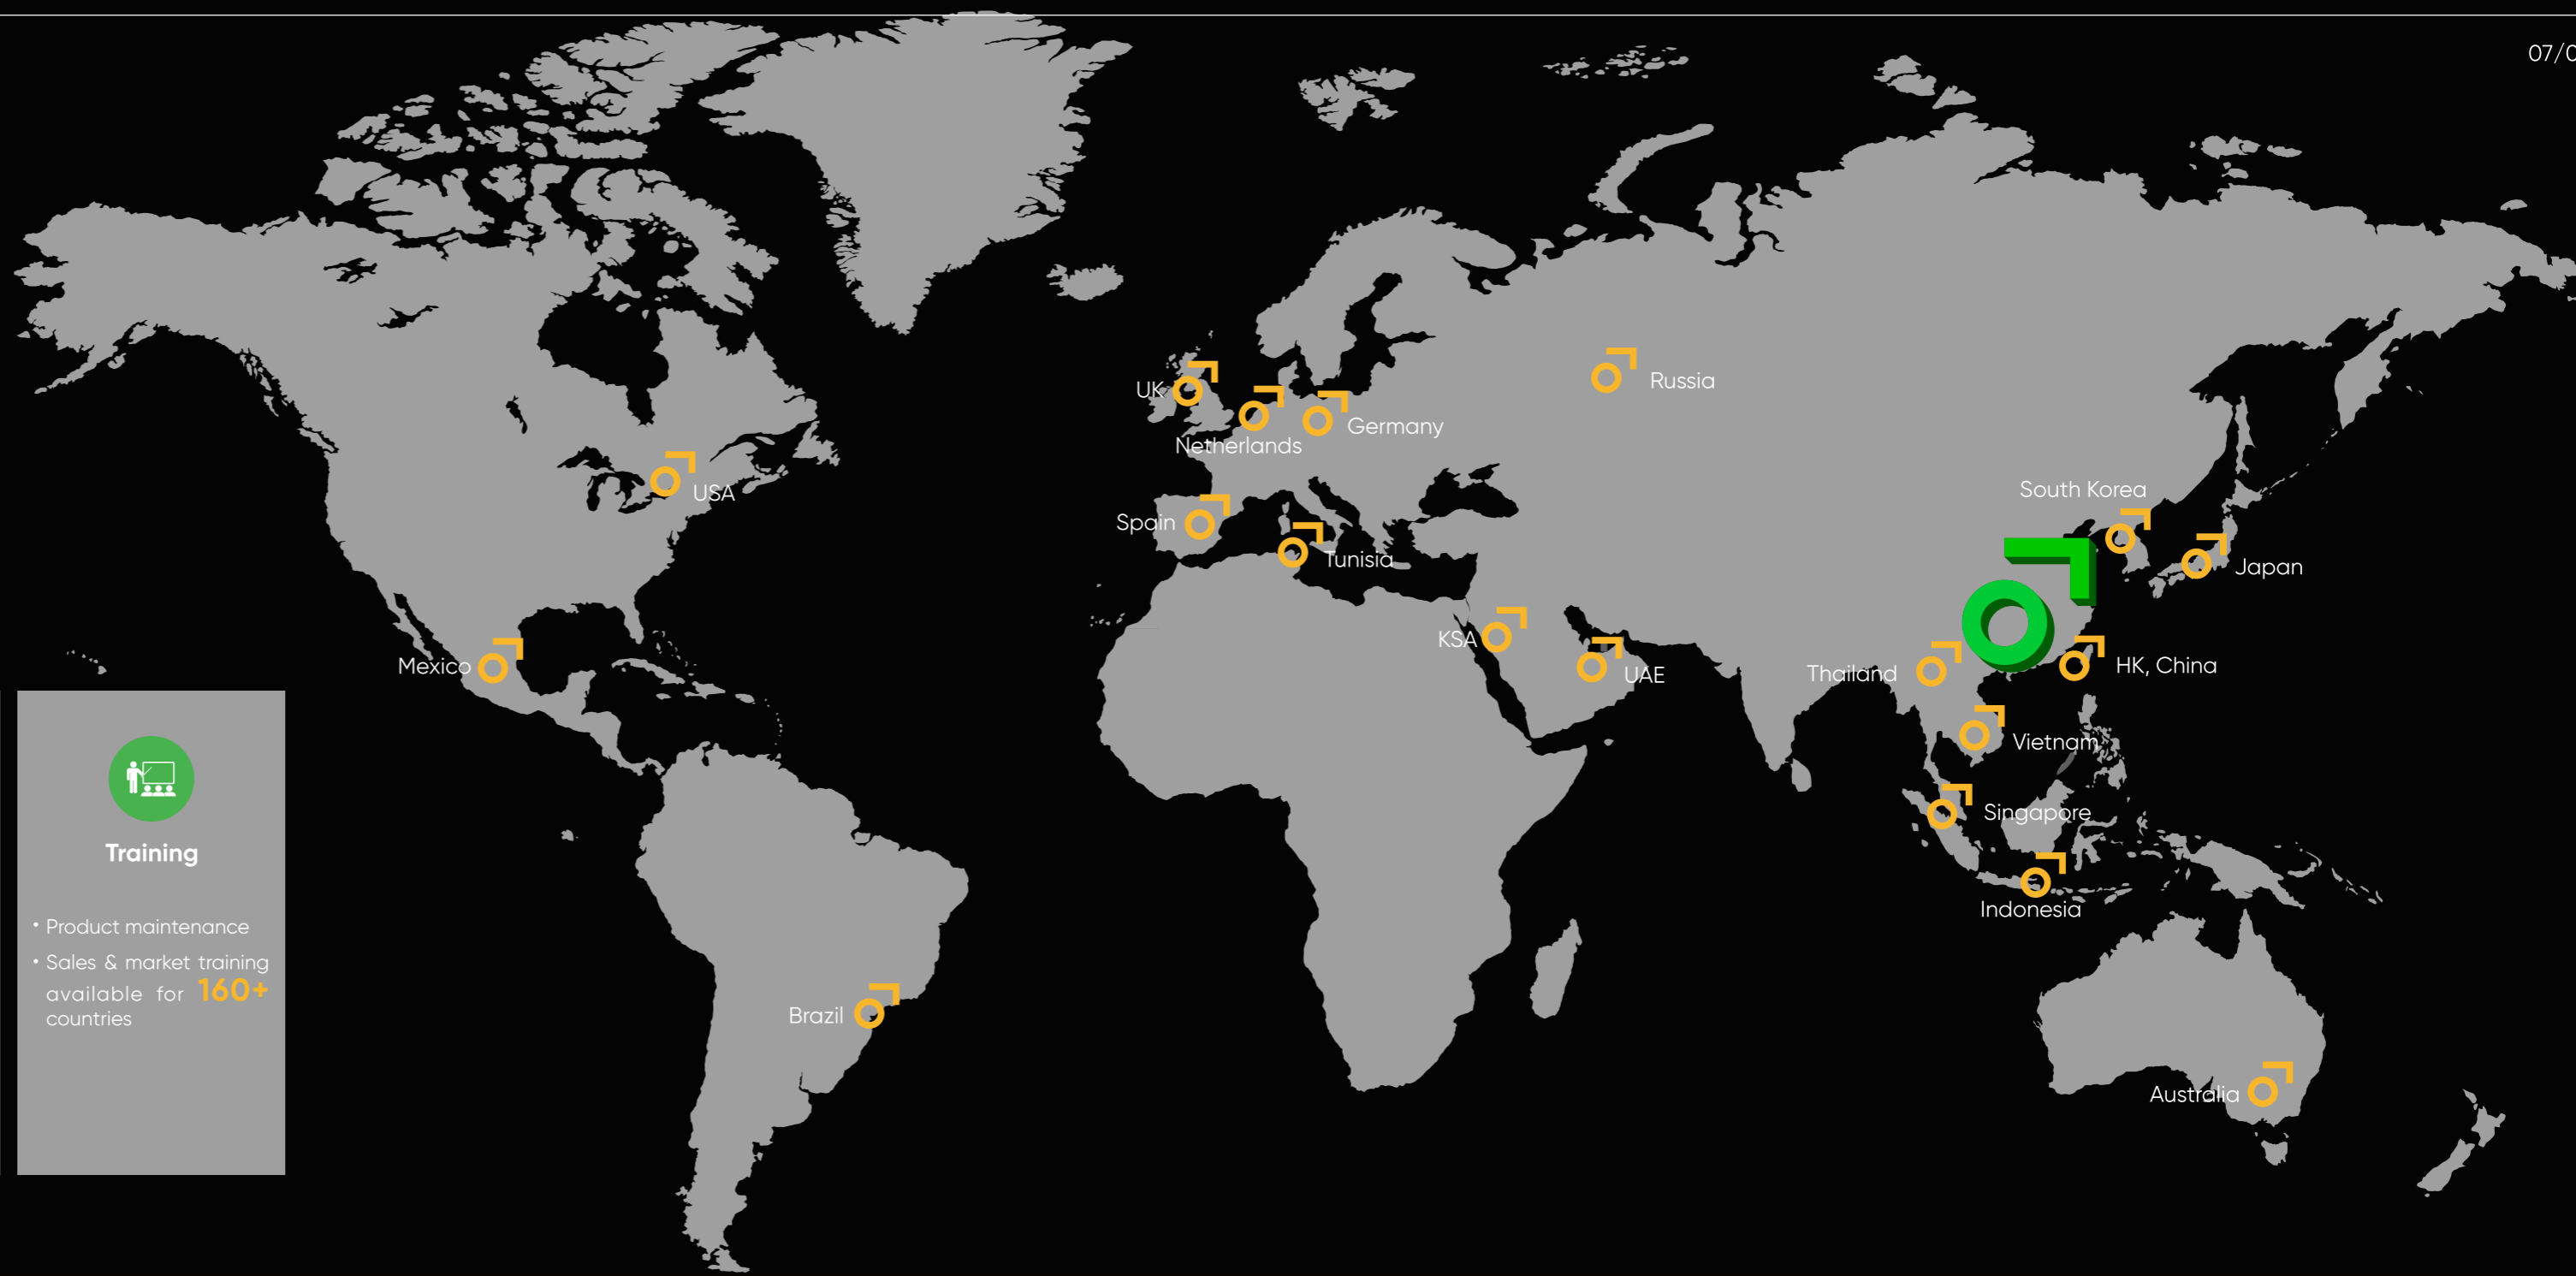 07/0
UK
Russia
Germany
Netherlands
USA
South Korea
Spain
Tunisia
Japan
KSA
Mexico
UAE
Thailand
HK, China
Vietnam
Singapore
Training
Indonesia
• Product maintenance
• Sales & market training
available for 160+
countries
Brazil
Australia